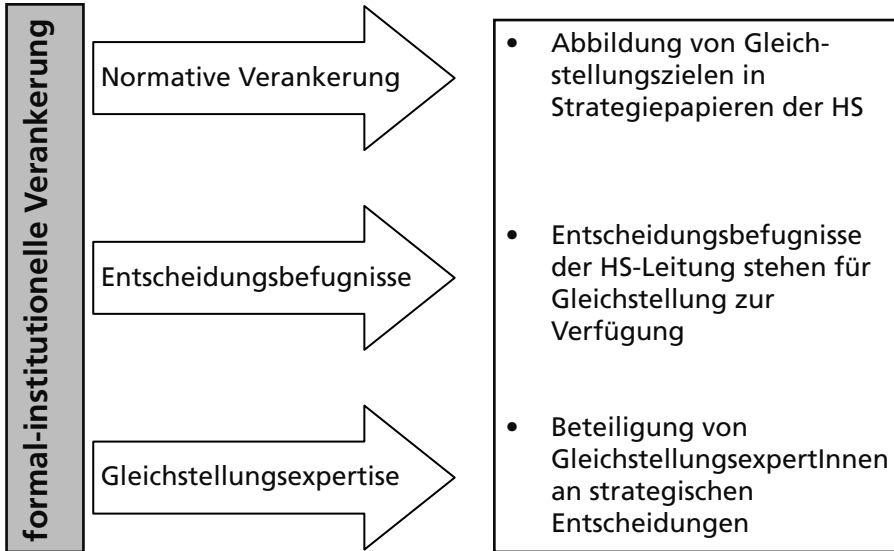 formal-institutionelle Verankerung
Normative Verankerung
• Abbildung von Gleich-
stellungszielen in
Strategiepapieren der HS
Entscheidungsbefugnisse
• Entscheidungsbefugnisse
der HS-Leitung stehen für
Gleichstellung zur
Verfügung
Gleichstellungsexpertise
• Beteiligung von
GleichstellungsexpertInnen
an strategischen
Entscheidungen